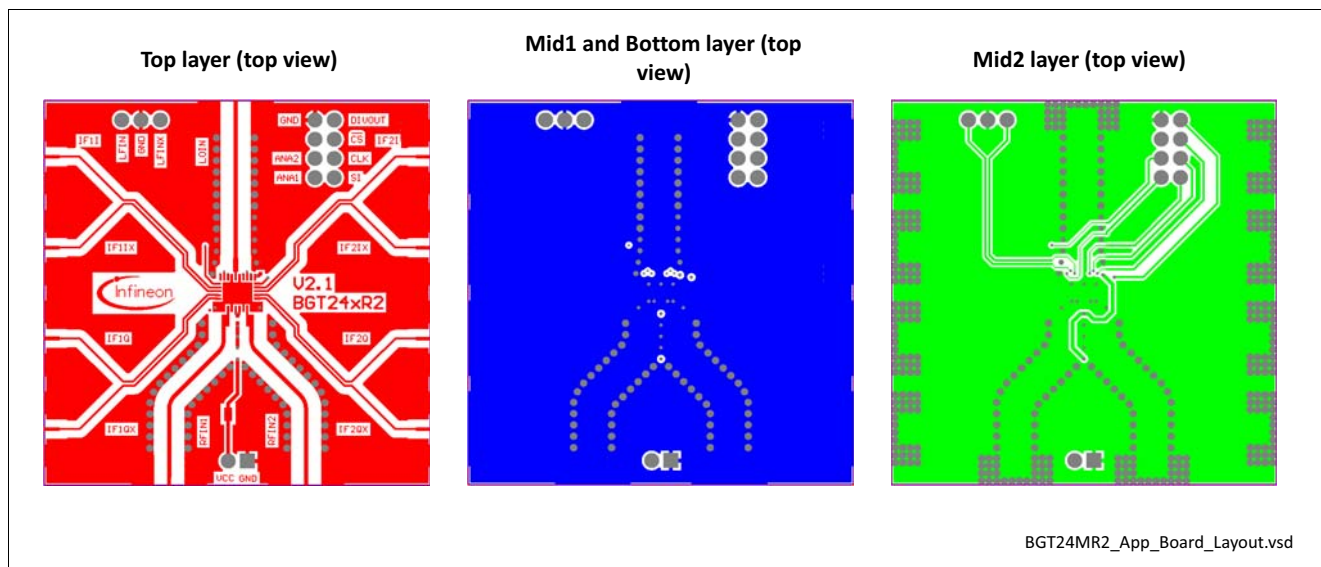 Top layer (top view)
Mid1 and Bottom layer (top
view)
Mid2 layer (top view)
IF1I
LFIN
GND
LFINX
LOIN
GND
DIVOUT
CS
ANA2
CLK
ANA1
SI
IF2I
IF1IX
IF2IX
Infineon
V2.1
BGT24xR2
IF1Q
IF2Q
IF1QX
RFIN1
RFIN2
IF2QX
VCC GND
BGT24MR2_App_Board_Layout.vsd